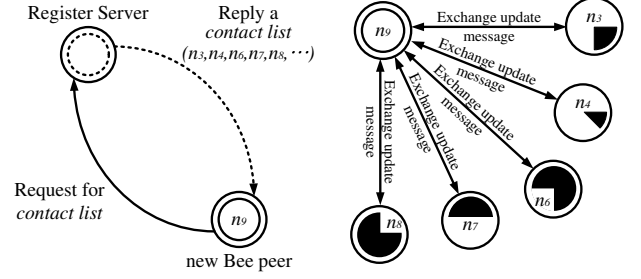 Register Server
Reply a
contact list
(n3,n4,n6,n7,n8,···)
Request for
contact list
n9
new Bee peer
n9
Exchange update
message
n3
Exchange update
message
n4
Exchange update
message
n6
Exchange update
message
n7
Exchange update
message
n8